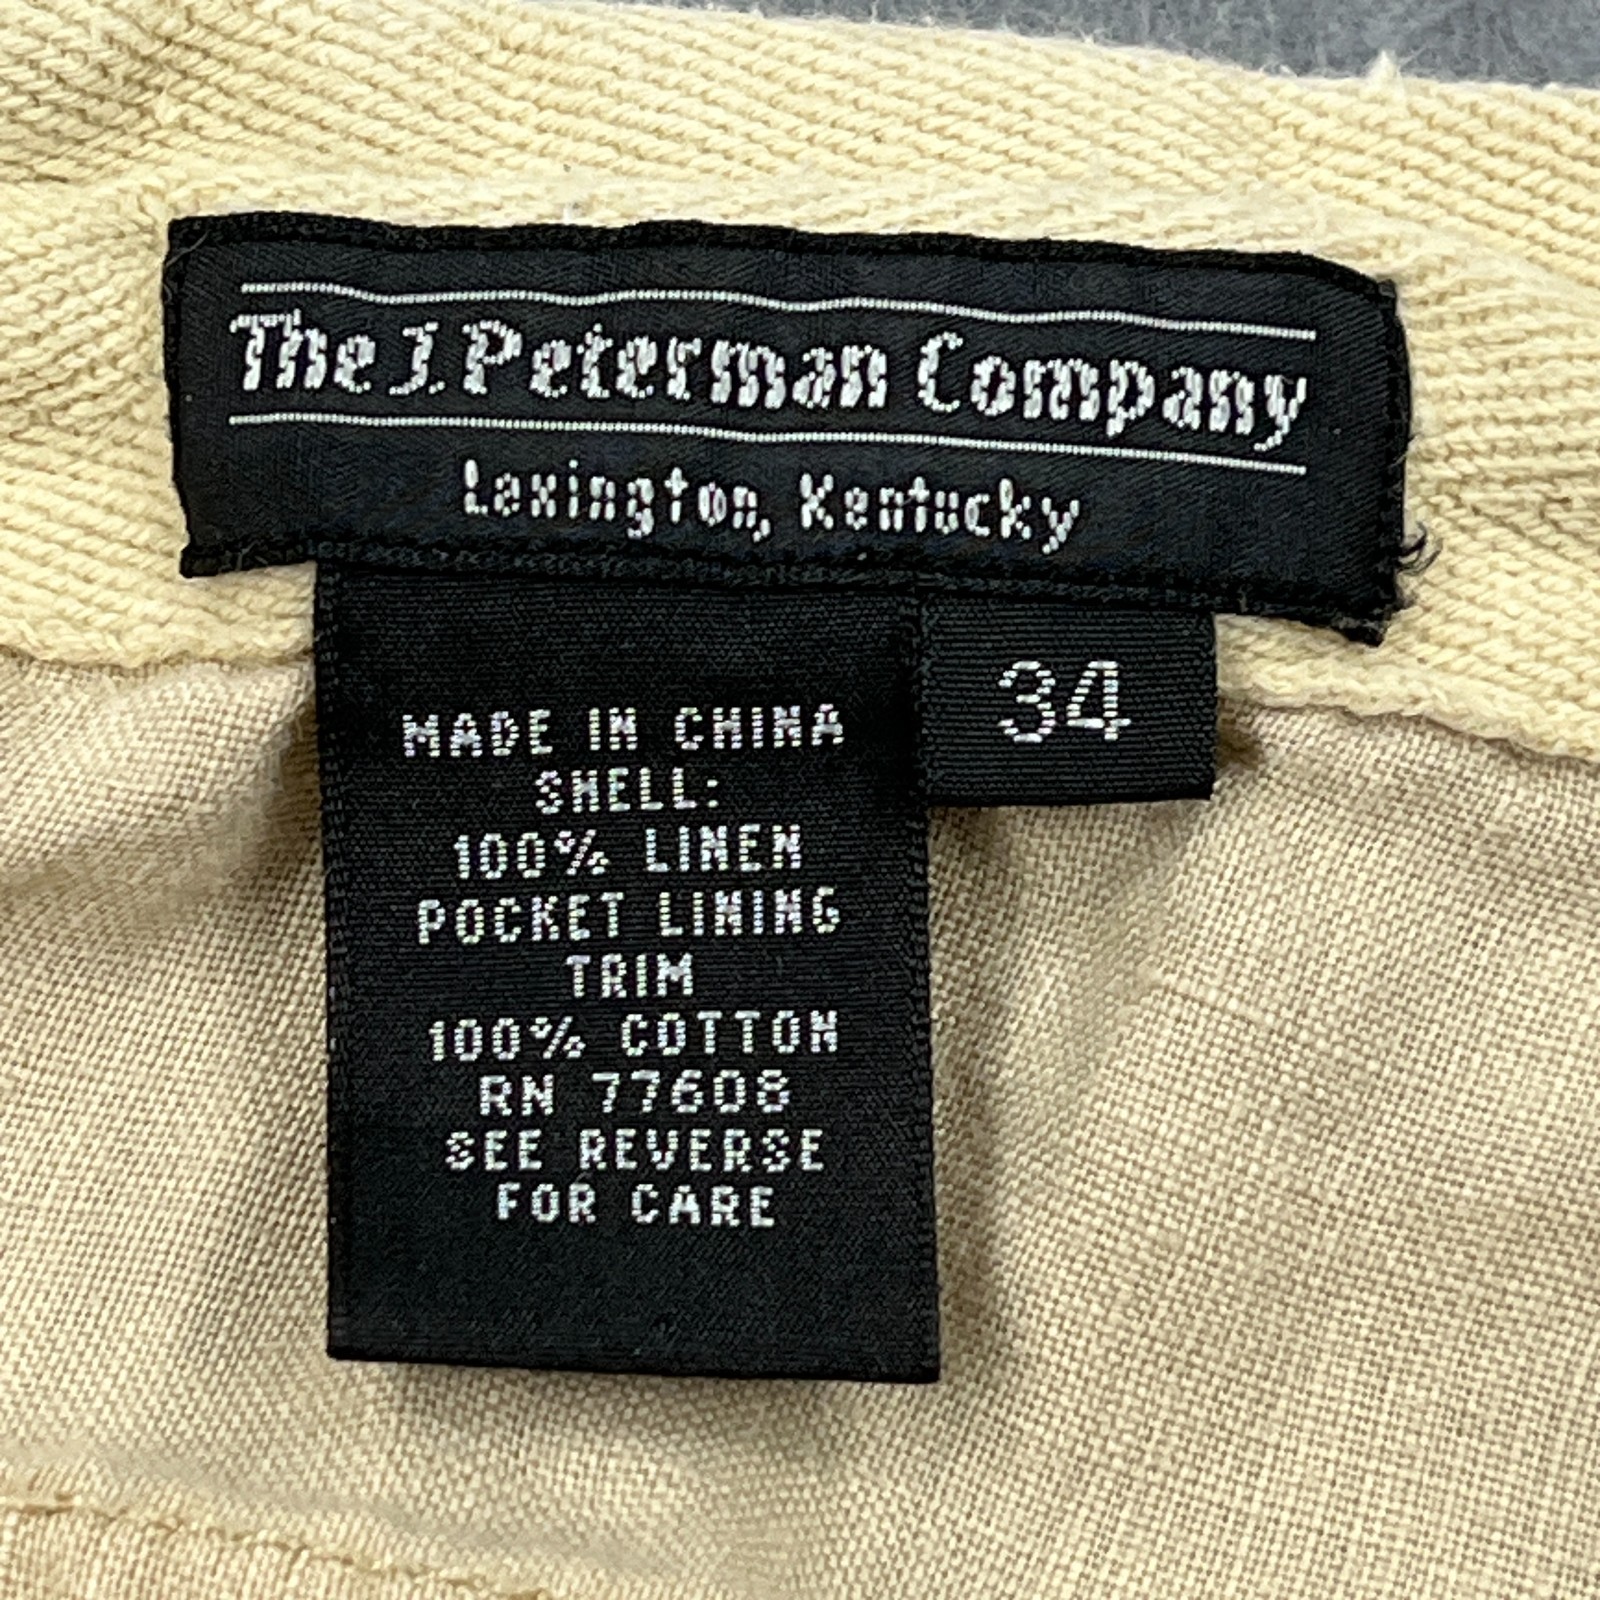 The J. Peterman Company
Lexington, Kentucky
34
MADE IN CHINA
SHELL:
100% LINEN
POCKET LINING
TRIM
100% COTTON
RN 77608
SEE REVERSE
FOR CARE